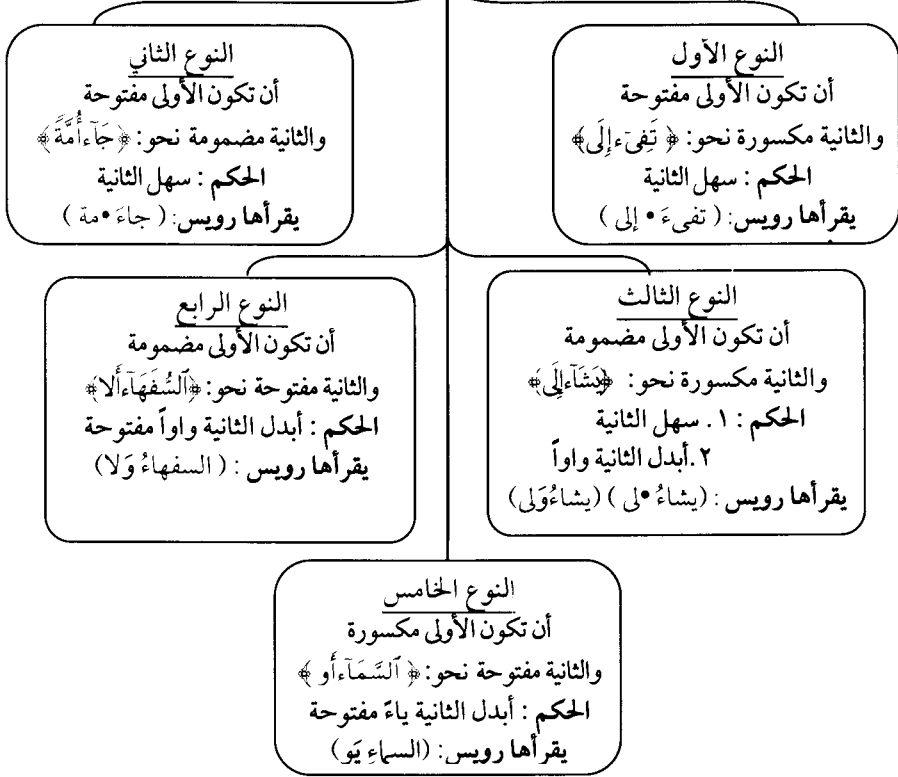 النوع الأول
أن تكون الأولى مفتوحة
والثانية مكسورة نحو: ﴿ تَفِىٓءَ إِلَىٰ﴾
الحكم : سهل الثانية
يقرأها رويس: ( تفىءَ • إلى )
النوع الثاني
أن تكون الأولى مفتوحة
والثانية مضمومة نحو: ﴿جَآءَ أُمَّةً﴾
الحكم : سهل الثانية
يقرأها رويس: ( جاءَ •مة )
النوع الثالث
أن تكون الأولى مضمومة
والثانية مكسورة نحو: ﴿يَشَآءُ إِلَىٰ﴾
الحكم : ١. سهل الثانية
٢.أبدل الثانية واواً
يقرأها رويس : (يشاءُ •لى ) (يشاءُوَلى)
النوع الرابع
أن تكون الأولى مضمومة
والثانية مفتوحة نحو: ﴿ٱلسُّفَهَآءُ أَلَا﴾
الحكم : أبدل الثانية واواً مفتوحة
يقرأها رويس : ( السفهاءُ وَلا)
النوع الخامس
أن تكون الأولى مكسورة
والثانية مفتوحة نحو: ﴿ ٱلسَّمَآءِ أَو ﴾
الحكم : أبدل الثانية ياءً مفتوحة
يقرأها رويس: (السماءِ يَو)